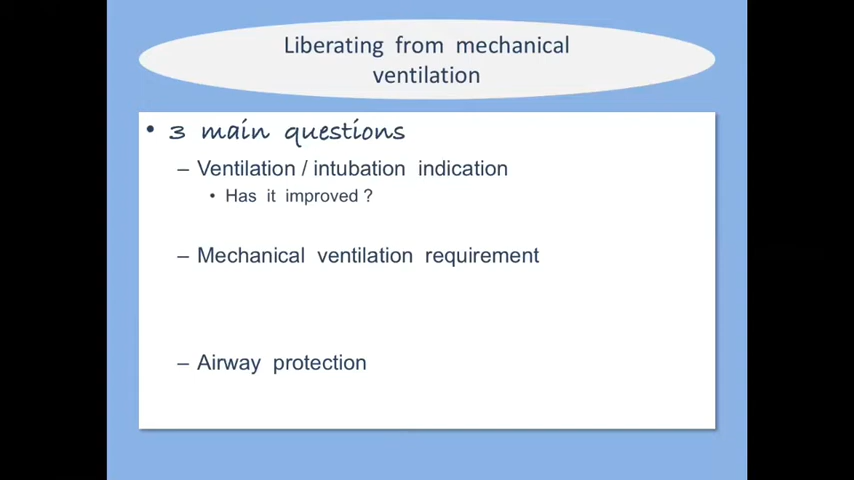 Liberating from mechanical
ventilation
• 3 main questions
– Ventilation / intubation indication
• Has it improved ?
– Mechanical ventilation requirement
– Airway protection